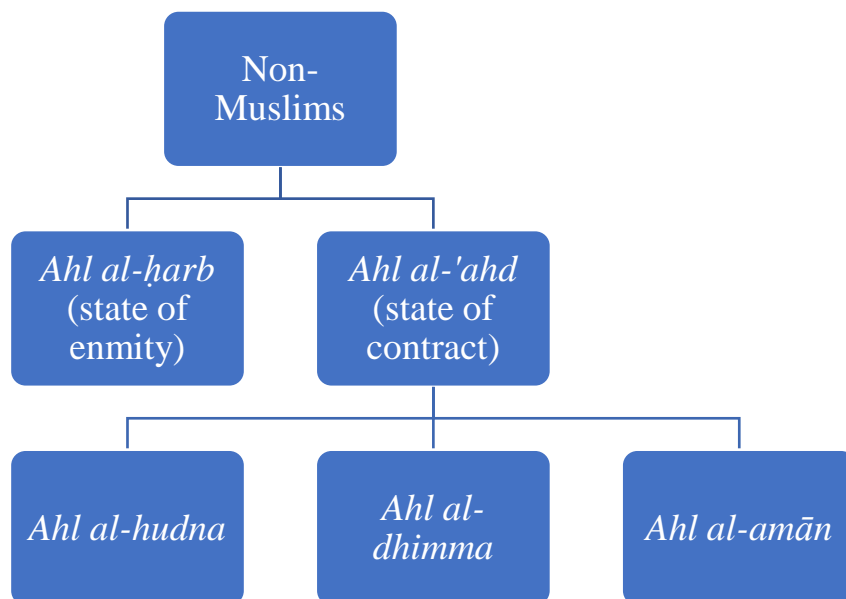 Non-
Muslims
Ahl al-ḥarb
(state of
enmity)
Ahl al-'ahd
(state of
contract)
Ahl al-hudna
Ahl al-
dhimma
Ahl al-amān